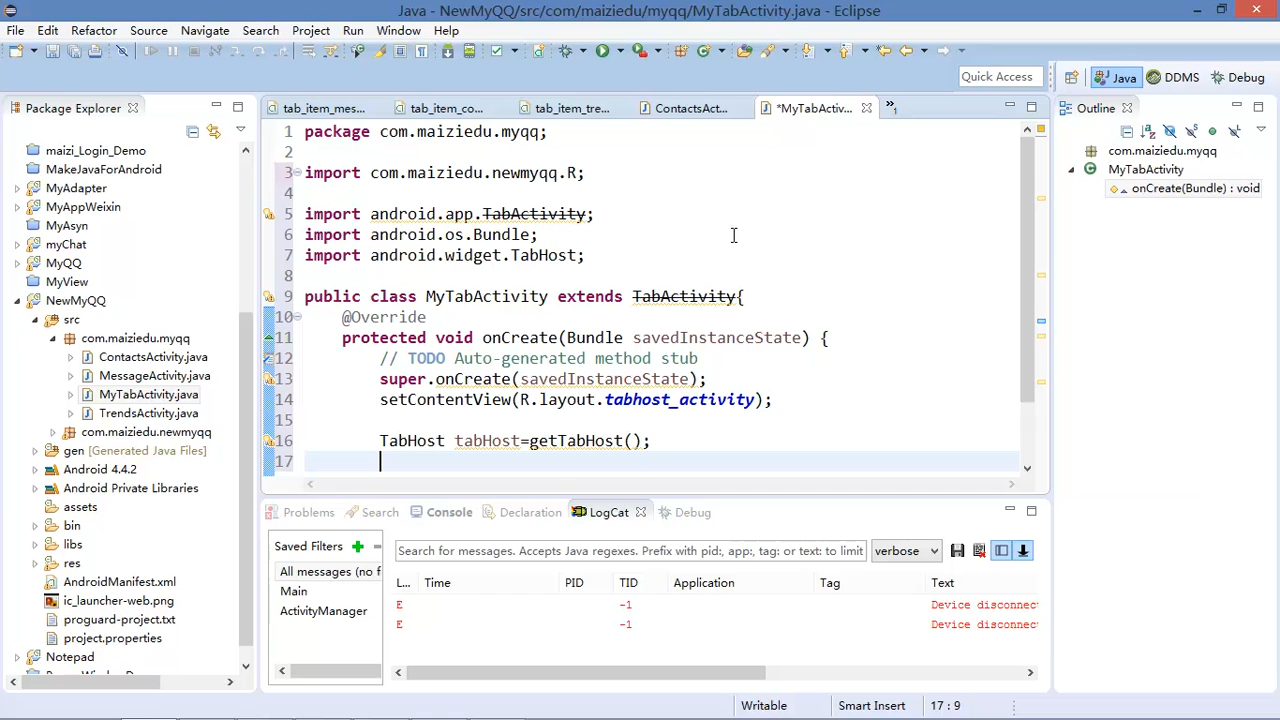 Java - NewMyQQ/src/com/maiziedu/myqq/MyTabActivity.java - Eclipse
File Edit Refactor Source Navigate Search Project Run Window Help
Quick Access Java DDMS Debug
Package Explorer
maizi_Login_Demo
MakeJavaForAndroid
MyAdapter
MyAppWeixin
MyAsyn
myChat
MyQQ
MyView
NewMyQQ
src
com.maiziedu.myqq
ContactsActivity.java
MessageActivity.java
MyTabActivity.java
TrendsActivity.java
com.maiziedu.newmyqq
gen [Generated Java Files]
Android 4.4.2
Android Private Libraries
assets
bin
libs
res
AndroidManifest.xml
ic_launcher-web.png
proguard-project.txt
project.properties
Notepad
tab_item_mes... tab_item_co... tab_item_tre... ContactsAct... *MyTabActiv... »1
1 package com.maiziedu.myqq;
2
3 import com.maiziedu.newmyqq.R;
4
5 import android.app.TabActivity;
6 import android.os.Bundle;
7 import android.widget.TabHost;
8
9 public class MyTabActivity extends TabActivity{
10 @Override
11 protected void onCreate(Bundle savedInstanceState) {
12 // TODO Auto-generated method stub
13 super.onCreate(savedInstanceState);
14 setContentView(R.layout.tabhost_activity);
15
16 TabHost tabHost=getTabHost();
17
Outline
com.maiziedu.myqq
MyTabActivity
onCreate(Bundle) : void
Problems Search Console Declaration LogCat Debug
Saved Filters
All messages (no f
Main
ActivityManager
Search for messages. Accepts Java regexes. Prefix with pid:, app:, tag: or text: to limit verbose
L... Time PID TID Application Tag Text
E -1 Device disconnec
E -1 Device disconnec
Writable Smart Insert 17 : 9